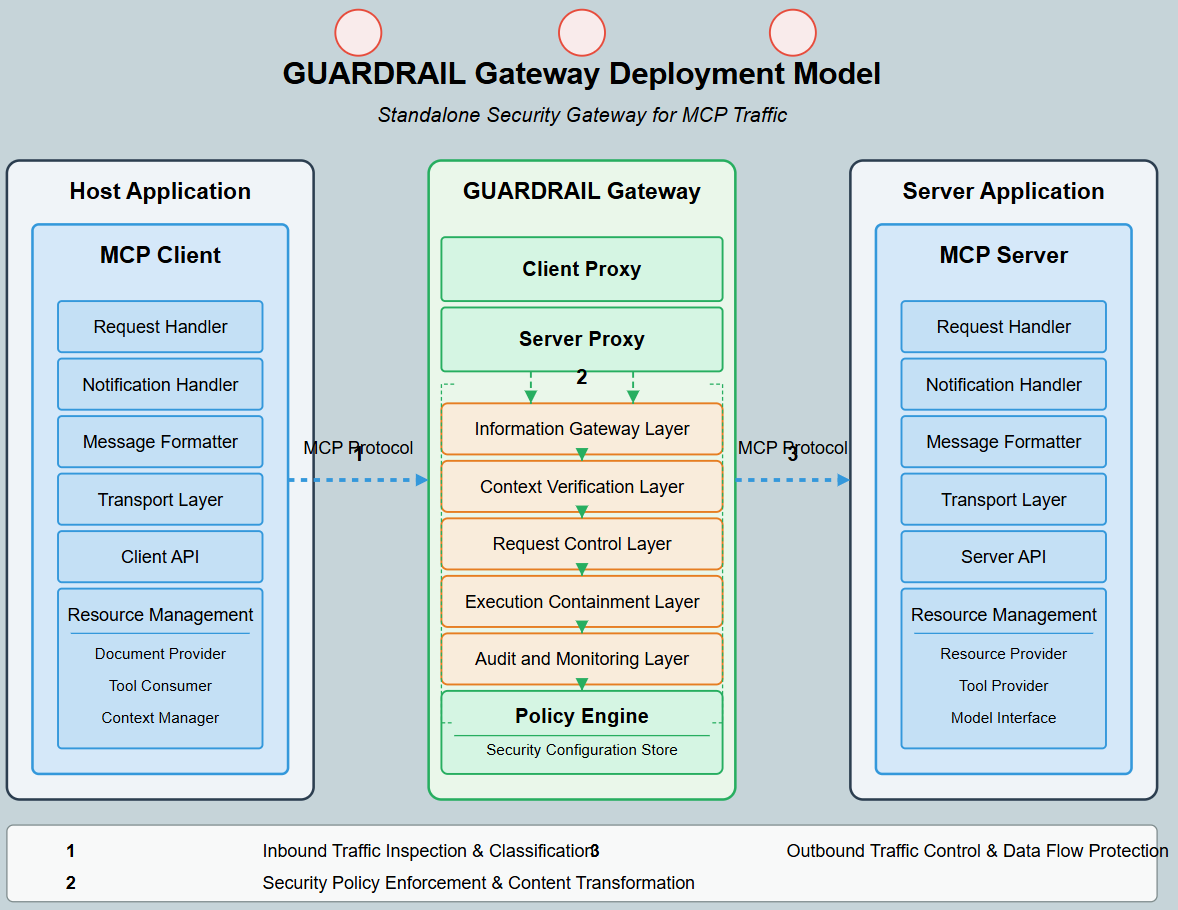 GUARDRAIL Gateway Deployment Model
Standalone Security Gateway for MCP Traffic
Host Application
MCP Client
Request Handler
Notification Handler
Message Formatter
Transport Layer
Client API
Resource Management
Document Provider
Tool Consumer
Context Manager
MCP Protocol
1
GUARDRAIL Gateway
Client Proxy
Server Proxy
2
Information Gateway Layer
Context Verification Layer
Request Control Layer
Execution Containment Layer
Audit and Monitoring Layer
Policy Engine
Security Configuration Store
MCP Protocol
3
Server Application
MCP Server
Request Handler
Notification Handler
Message Formatter
Transport Layer
Server API
Resource Management
Resource Provider
Tool Provider
Model Interface
1 Inbound Traffic Inspection & Classification
3 Outbound Traffic Control & Data Flow Protection
2 Security Policy Enforcement & Content Transformation